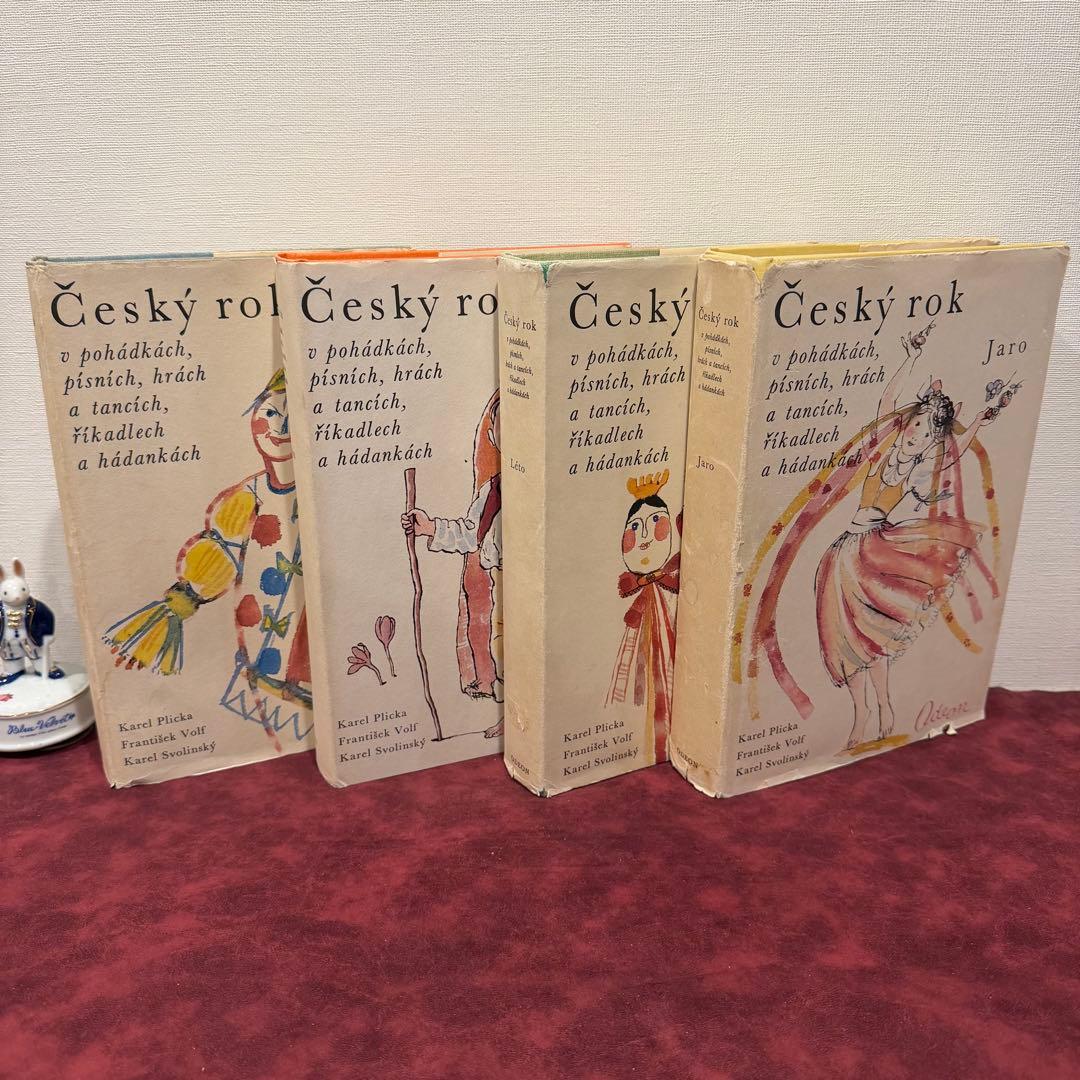 Český rok
v pohádkách,
písních, hrách
a tancích,
říkadlech
a hádankách
Karel Plicka
František Volf
Karel Svolinský
Český ro
v pohádkách,
písních, hrách
a tancích,
říkadlech
a hádankách
Karel Plicka
František Volf
Karel Svolinský
Český rok
v pohádkách,
písních,
hrách a tancích,
říkadlech
a hádankách
Léto
ODEON
Český
v pohádkách,
písních, hrách
a tancích,
říkadlech
a hádankách
Karel Plicka
František Volf
Karel Svolinský
Český rok
v pohádkách,
písních,
hrách a tancích,
říkadlech
a hádankách
Jaro
ODEON
Český rok
Jaro
v pohádkách,
písních, hrách
a tancích,
říkadlech
a hádankách
Karel Plicka
František Volf
Karel Svolinský
Odeon